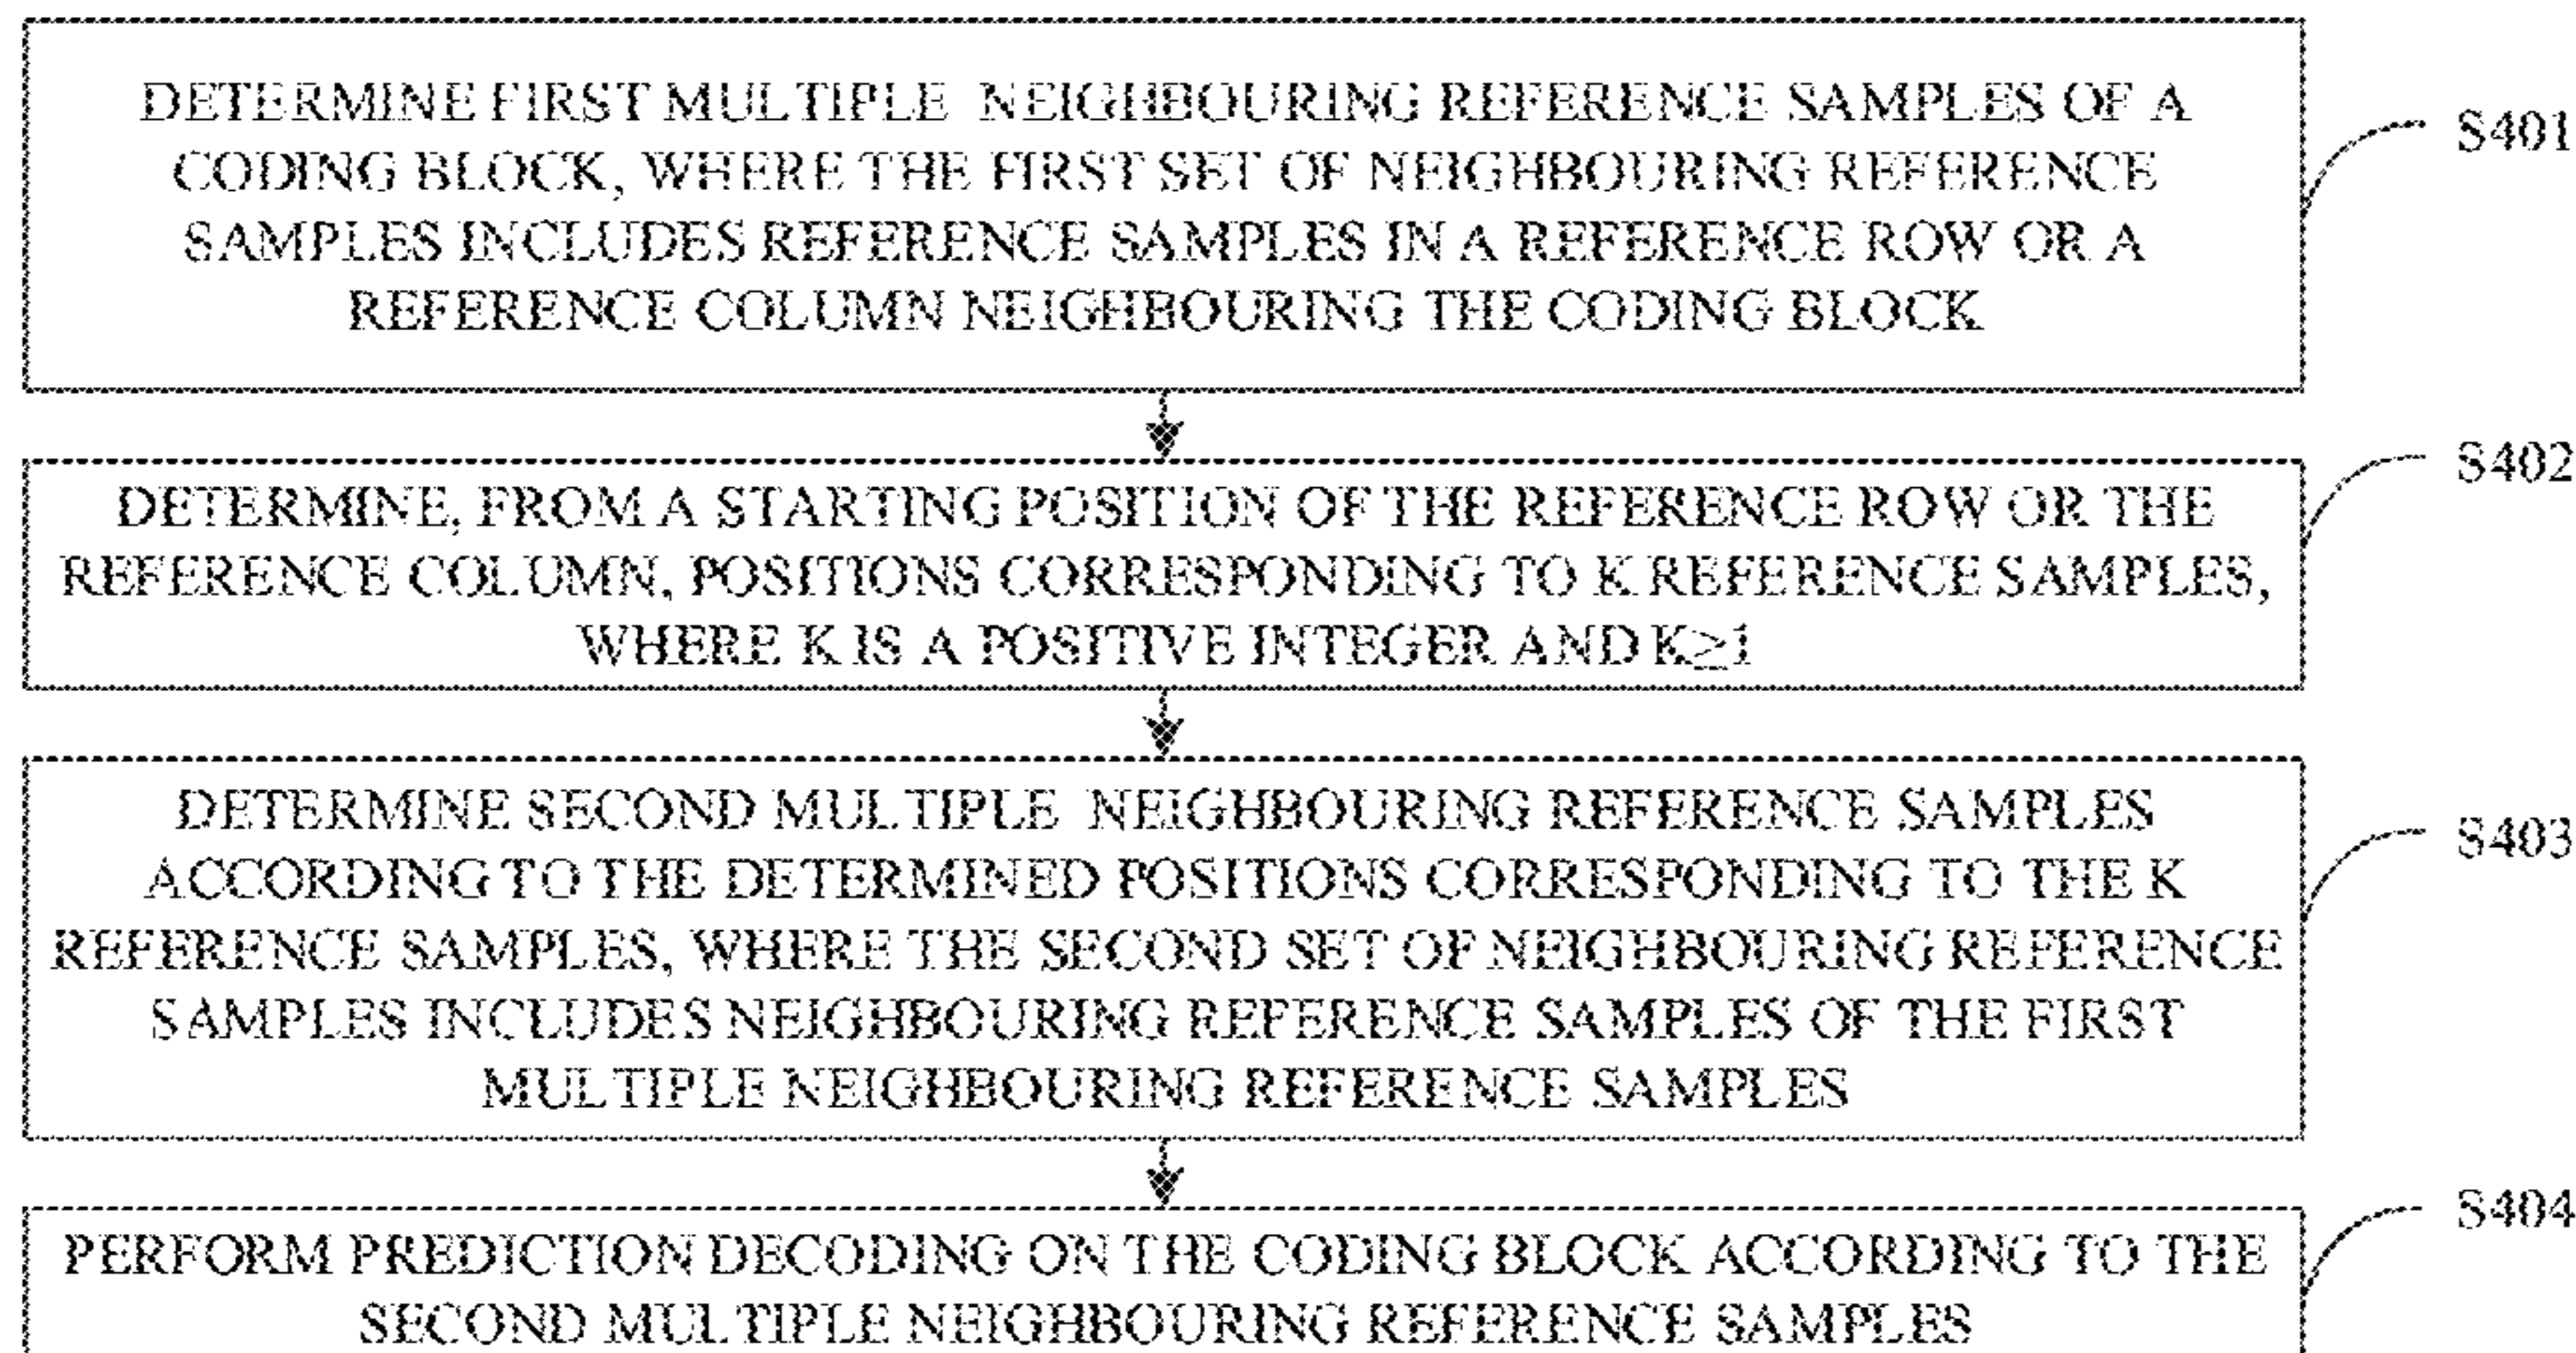 DETERMINE FIRST MULTIPLE NEIGHBOURING REFERENCE SAMPLES OF A
CODING BLOCK, WHERE THE FIRST SET OF NEIGHBOURING REFERENCE
SAMPLES INCLUDES REFERENCE SAMPLES IN A REFERENCE ROW OR A
REFERENCE COLUMN NEIGHBOURING THE CODING BLOCK
S401
DETERMINE, FROM A STARTING POSITION OF THE REFERENCE ROW OR THE
REFERENCE COLUMN, POSITIONS CORRESPONDING TO K REFERENCE SAMPLES,
WHERE K IS A POSITIVE INTEGER AND K≥1
S402
DETERMINE SECOND MULTIPLE NEIGHBOURING REFERENCE SAMPLES
ACCORDING TO THE DETERMINED POSITIONS CORRESPONDING TO THE K
REFERENCE SAMPLES, WHERE THE SECOND SET OF NEIGHBOURING REFERENCE
SAMPLES INCLUDES NEIGHBOURING REFERENCE SAMPLES OF THE FIRST
MULTIPLE NEIGHBOURING REFERENCE SAMPLES
S403
PERFORM PREDICTION DECODING ON THE CODING BLOCK ACCORDING TO THE
SECOND MULTIPLE NEIGHBOURING REFERENCE SAMPLES
S404